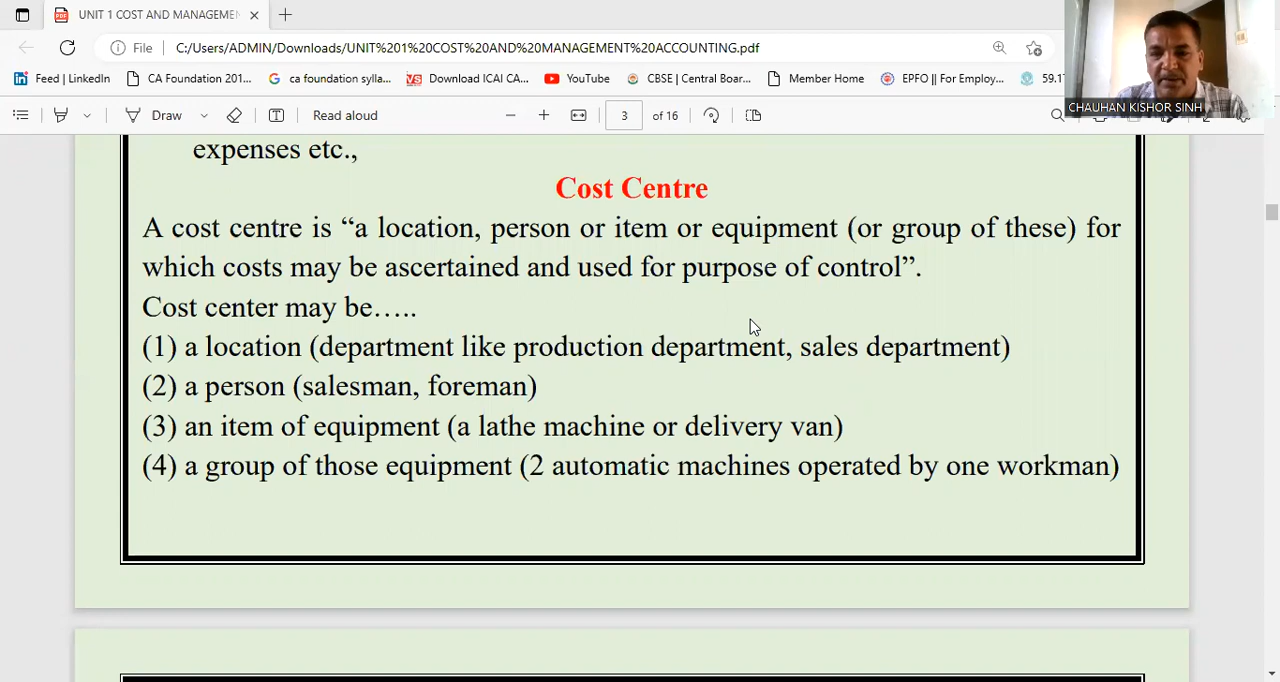 UNIT 1 COST AND MANAGEMEN
File C:/Users/ADMIN/Downloads/UNIT%201%20COST%20AND%20MANAGEMENT%20ACCOUNTING.pdf
Feed | LinkedIn CA Foundation 201... ca foundation sylla... Download ICAI CA... YouTube CBSE | Central Boar... Member Home EPFO || For Employ... 59.1
CHAUHAN KISHOR SINH
Draw Read aloud 3 of 16
expenses etc.,
Cost Centre
A cost centre is “a location, person or item or equipment (or group of these) for
which costs may be ascertained and used for purpose of control”.
Cost center may be…..
(1) a location (department like production department, sales department)
(2) a person (salesman, foreman)
(3) an item of equipment (a lathe machine or delivery van)
(4) a group of those equipment (2 automatic machines operated by one workman)